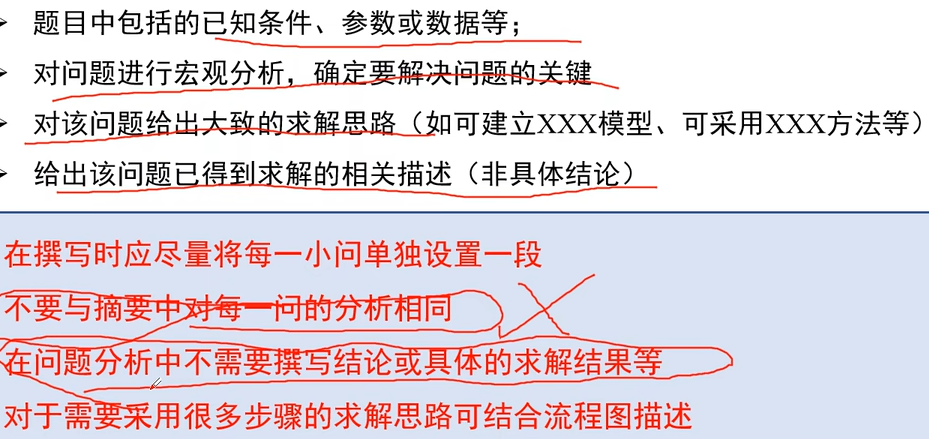 题目中包括的已知条件、参数或数据等；
对问题进行宏观分析，确定要解决问题的关键
对该问题给出大致的求解思路（如可建立XXX模型、可采用XXX方法等）
给出该问题已得到求解的相关描述（非具体结论）
在撰写时应尽量将每一小问单独设置一段
不要与摘要中对每一问的分析相同
在问题分析中不需要撰写结论或具体的求解结果等
对于需要采用很多步骤的求解思路可结合流程图描述